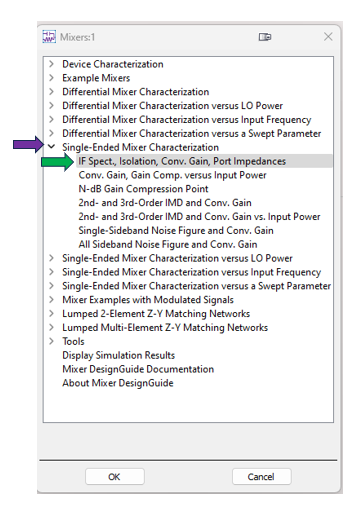 Mixers:1
Device Characterization
Example Mixers
Differential Mixer Characterization
Differential Mixer Characterization versus LO Power
Differential Mixer Characterization versus Input Frequency
Differential Mixer Characterization versus a Swept Parameter
Single-Ended Mixer Characterization
IF Spect., Isolation, Conv. Gain, Port Impedances
Conv. Gain, Gain Comp. versus Input Power
N-dB Gain Compression Point
2nd- and 3rd-Order IMD and Conv. Gain
2nd- and 3rd-Order IMD and Conv. Gain vs. Input Power
Single-Sideband Noise Figure and Conv. Gain
All Sideband Noise Figure and Conv. Gain
Single-Ended Mixer Characterization versus LO Power
Single-Ended Mixer Characterization versus Input Frequency
Single-Ended Mixer Characterization versus a Swept Parameter
Mixer Examples with Modulated Signals
Lumped 2-Element Z-Y Matching Networks
Lumped Multi-Element Z-Y Matching Networks
Tools
Display Simulation Results
Mixer DesignGuide Documentation
About Mixer DesignGuide
OK Cancel